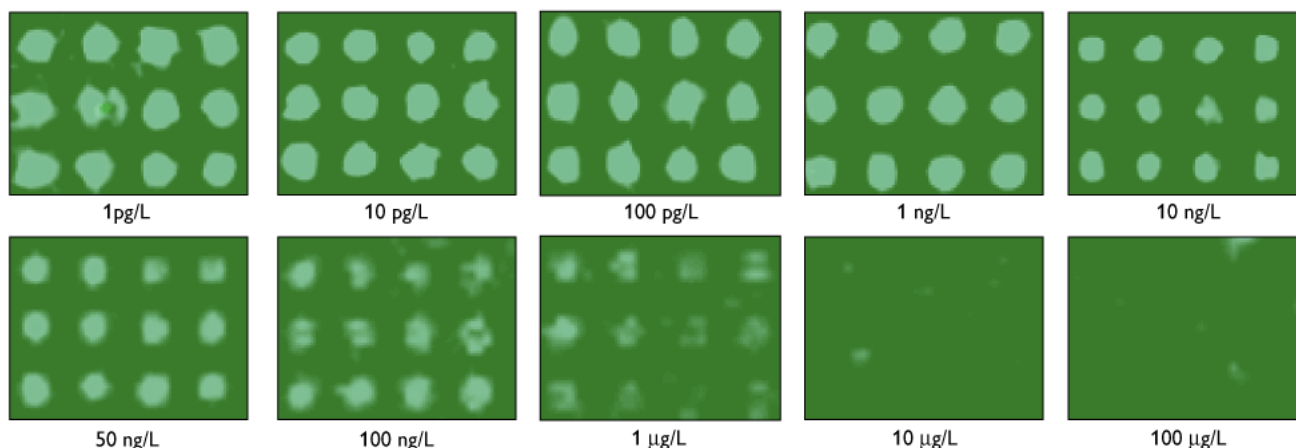 1pg/L
10 pg/L
100 pg/L
1 ng/L
10 ng/L
50 ng/L
100 ng/L
1 μg/L
10 μg/L
100 μg/L